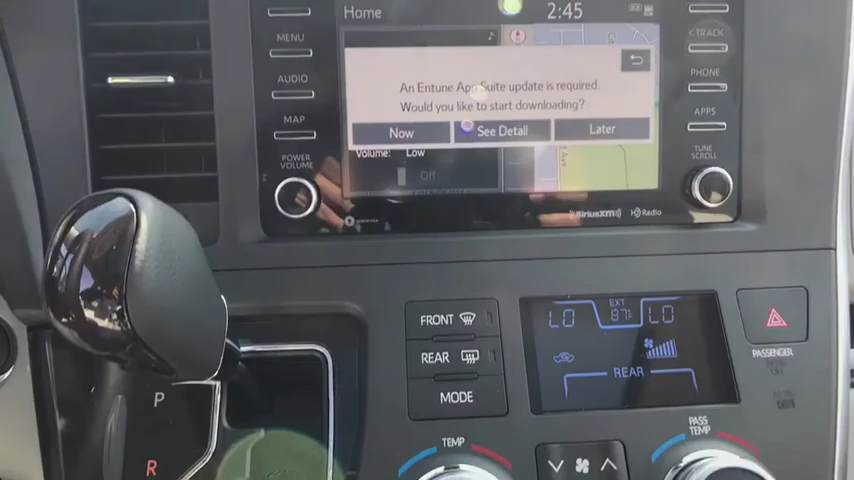 Home
2:45
MENU
AUDIO
MAP
POWER
VOLUME
< TRACK
PHONE
APPS
TUNE
SCROLL
An Entune App Suite update is required.
Would you like to start downloading?
Now
See Detail
Later
Volume: Low
Off
Ave
SiriusXM
HD Radio
FRONT
REAR
MODE
EXT
LO 87° LO
REAR
PASSENGER
OFF
P
R
TEMP
PASS
TEMP